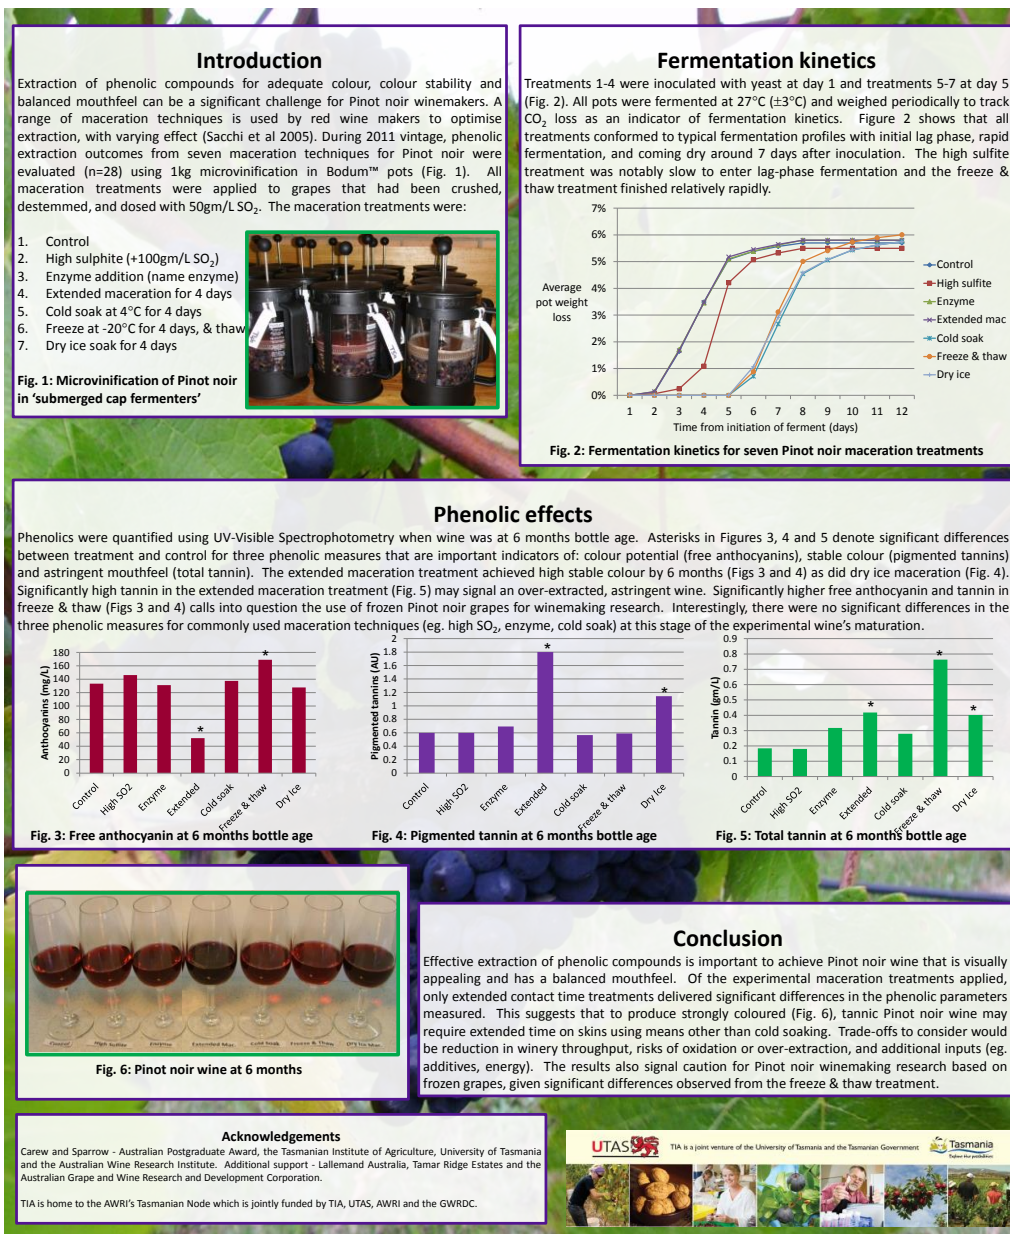 Introduction
Extraction of phenolic compounds for adequate colour, colour stability and
balanced mouthfeel can be a significant challenge for Pinot noir winemakers. A
range of maceration techniques is used by red wine makers to optimise
extraction, with varying effect (Sacchi et al 2005). During 2011 vintage, phenolic
extraction outcomes from seven maceration techniques for Pinot noir were
evaluated (n=28) using 1kg microvinification in Bodum™ pots (Fig. 1). All
maceration treatments were applied to grapes that had been crushed,
destemmed, and dosed with 50gm/L SO₂. The maceration treatments were:
1. Control
2. High sulphite (+100gm/L SO₂)
3. Enzyme addition (name enzyme)
4. Extended maceration for 4 days
5. Cold soak at 4°C for 4 days
6. Freeze at -20°C for 4 days, & thaw
7. Dry ice soak for 4 days
Fig. 1: Microvinification of Pinot noir
in ‘submerged cap fermenters’
Fermentation kinetics
Treatments 1-4 were inoculated with yeast at day 1 and treatments 5-7 at day 5
(Fig. 2). All pots were fermented at 27°C (±3°C) and weighed periodically to track
CO₂ loss as an indicator of fermentation kinetics. Figure 2 shows that all
treatments conformed to typical fermentation profiles with initial lag phase, rapid
fermentation, and coming dry around 7 days after inoculation. The high sulfite
treatment was notably slow to enter lag-phase fermentation and the freeze &
thaw treatment finished relatively rapidly.
7%
6%
5%
4%
3%
2%
1%
0%
Average
pot weight
loss
1 2 3 4 5 6 7 8 9 10 11 12
Time from initiation of ferment (days)
Control
High sulfite
Enzyme
Extended mac
Cold soak
Freeze & thaw
Dry ice
Fig. 2: Fermentation kinetics for seven Pinot noir maceration treatments
Phenolic effects
Phenolics were quantified using UV-Visible Spectrophotometry when wine was at 6 months bottle age. Asterisks in Figures 3, 4 and 5 denote significant differences
between treatment and control for three phenolic measures that are important indicators of: colour potential (free anthocyanins), stable colour (pigmented tannins)
and astringent mouthfeel (total tannin). The extended maceration treatment achieved high stable colour by 6 months (Figs 3 and 4) as did dry ice maceration (Fig. 4).
Significantly high tannin in the extended maceration treatment (Fig. 5) may signal an over-extracted, astringent wine. Significantly higher free anthocyanin and tannin in
freeze & thaw (Figs 3 and 4) calls into question the use of frozen Pinot noir grapes for winemaking research. Interestingly, there were no significant differences in the
three phenolic measures for commonly used maceration techniques (eg. high SO₂, enzyme, cold soak) at this stage of the experimental wine’s maturation.
Anthocyanins (mg/L)
180
160
140
120
100
80
60
40
20
0
* *
Control High SO2 Enzyme Extended Cold soak Freeze & thaw Dry Ice
Fig. 3: Free anthocyanin at 6 months bottle age
Pigmented tannins (AU)
2
1.8
1.6
1.4
1.2
1
0.8
0.6
0.4
0.2
0
* *
Control High SO2 Enzyme Extended Cold soak Freeze & thaw Dry Ice
Fig. 4: Pigmented tannin at 6 months bottle age
Tannin (gm/L)
0.9
0.8
0.7
0.6
0.5
0.4
0.3
0.2
0.1
0
* * *
Control High SO2 Enzyme Extended Cold soak Freeze & thaw Dry Ice
Fig. 5: Total tannin at 6 months bottle age
High Sulfite Enzyme Extended Mac Cold Soak Freeze & Thaw Dry Ice Mac
Fig. 6: Pinot noir wine at 6 months
Conclusion
Effective extraction of phenolic compounds is important to achieve Pinot noir wine that is visually
appealing and has a balanced mouthfeel. Of the experimental maceration treatments applied,
only extended contact time treatments delivered significant differences in the phenolic parameters
measured. This suggests that to produce strongly coloured (Fig. 6), tannic Pinot noir wine may
require extended time on skins using means other than cold soaking. Trade-offs to consider would
be reduction in winery throughput, risks of oxidation or over-extraction, and additional inputs (eg.
additives, energy). The results also signal caution for Pinot noir winemaking research based on
frozen grapes, given significant differences observed from the freeze & thaw treatment.
Acknowledgements
Carew and Sparrow - Australian Postgraduate Award, the Tasmanian Institute of Agriculture, University of Tasmania
and the Australian Wine Research Institute. Additional support - Lallemand Australia, Tamar Ridge Estates and the
Australian Grape and Wine Research and Development Corporation.
TIA is home to the AWRI’s Tasmanian Node which is jointly funded by TIA, UTAS, AWRI and the GWRDC.
UTAS
TIA is a joint venture of the University of Tasmania and the Tasmanian Government
Tasmania
Explore the possibilities